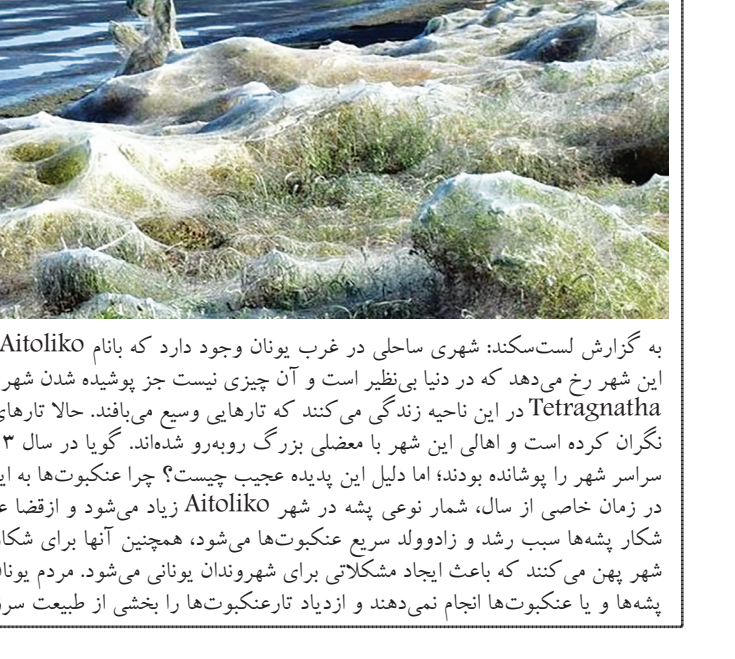 به گزارش لست‌سکند: شهری ساحلی در غرب یونان وجود دارد که بانام Aitoliko
این شهر رخ می‌دهد که در دنیا بی‌نظیر است و آن چیزی نیست جز پوشیده شدن شهر
Tetragnatha در این ناحیه زندگی می‌کنند که تارهایی وسیع می‌بافند. حالا تارهای
نگران کرده است و اهالی این شهر با معضلی بزرگ روبه‌رو شده‌اند. گویا در سال ۳
سراسر شهر را پوشانده بودند؛ اما دلیل این پدیده عجیب چیست؟ چرا عنکبوت‌ها به
در زمان خاصی از سال، شمار نوعی پشه در شهر Aitoliko زیاد می‌شود و ازقضا
شکار پشه‌ها سبب رشد و زادوولد سریع عنکبوت‌ها می‌شود، همچنین آنها برای
شهر پهن می‌کنند که باعث ایجاد مشکلاتی برای شهروندان یونانی می‌شود. مردم
پشه‌ها و یا عنکبوت‌ها انجام نمی‌دهند و ازدیاد تارعنکبوت‌ها را بخشی از طبیعت